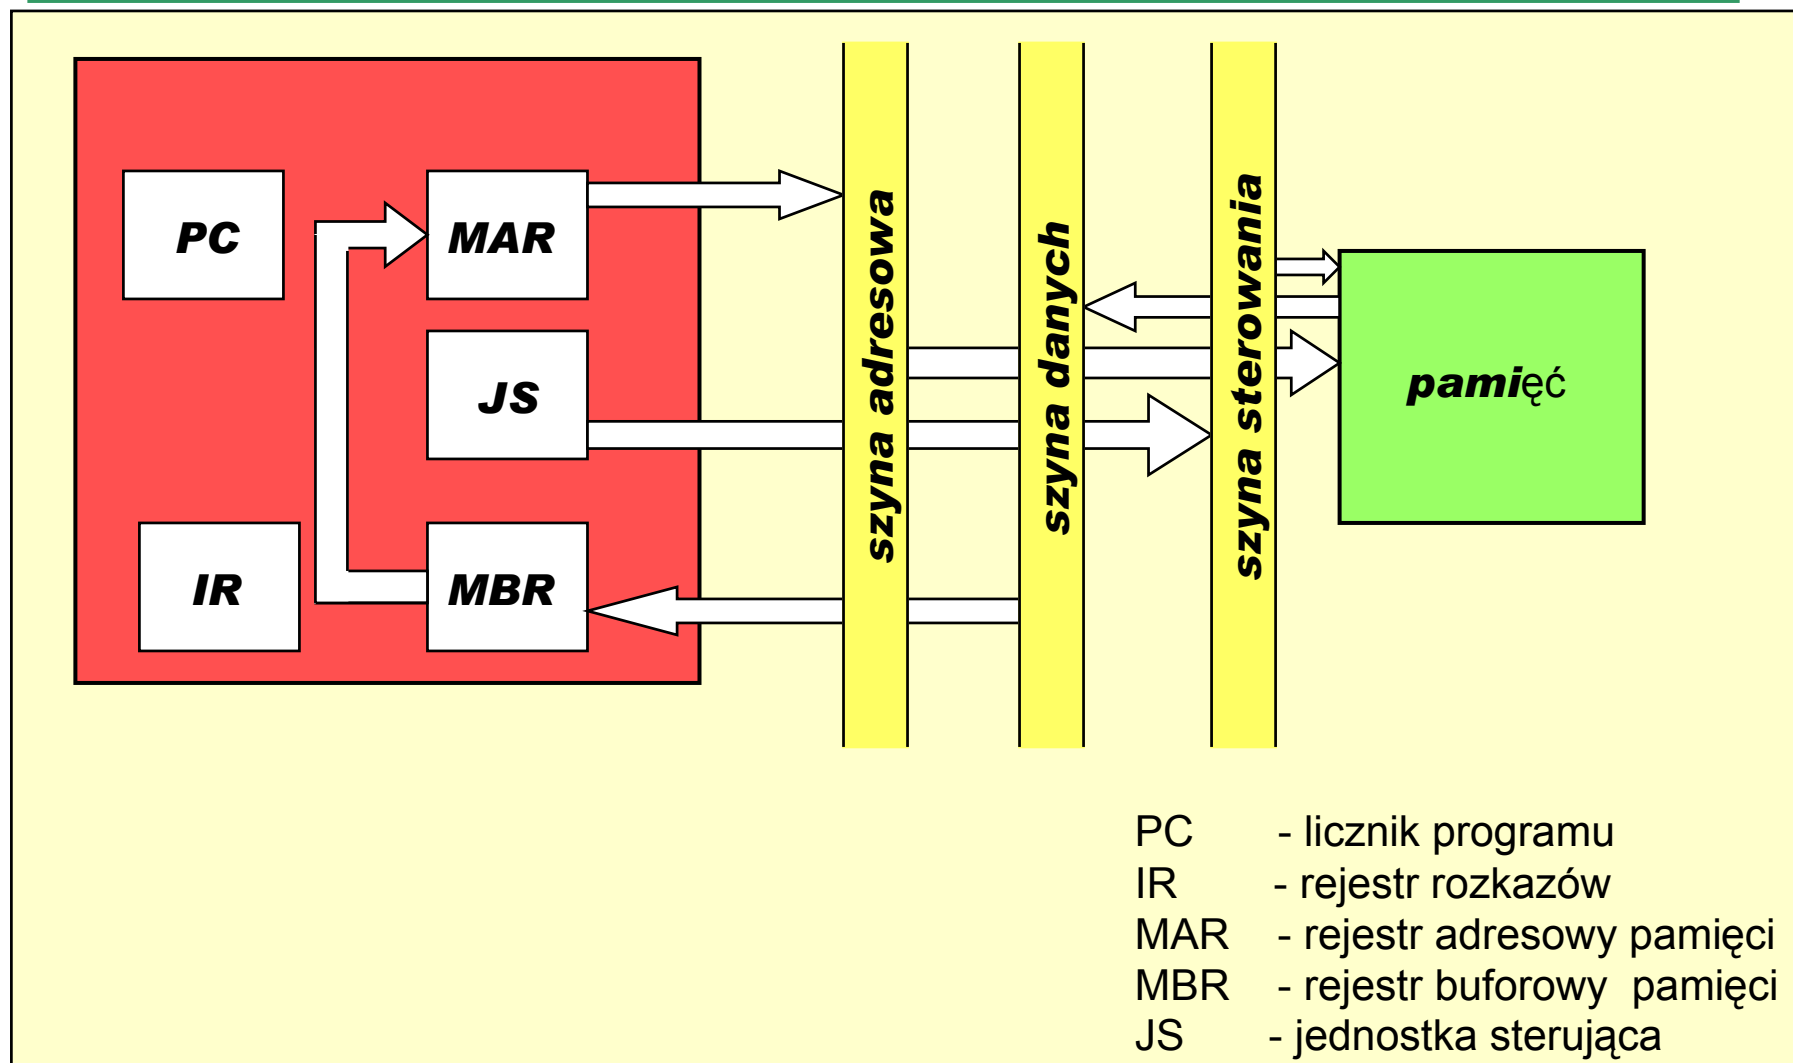 PC
MAR
JS
IR
MBR
szyna adresowa
szyna danych
szyna sterowania
pamięć
PC - licznik programu
IR - rejestr rozkazów
MAR - rejestr adresowy pamięci
MBR - rejestr buforowy pamięci
JS - jednostka sterująca